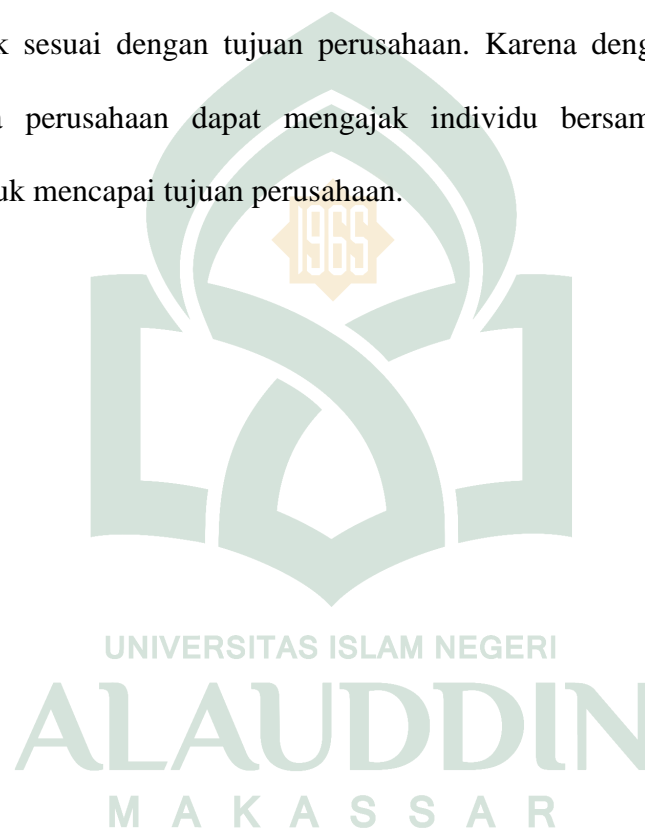 k sesuai dengan tujuan perusahaan. Karena deng
perusahaan dapat mengajak individu bersam
uk mencapai tujuan perusahaan.
1965
UNIVERSITAS ISLAM NEGERI
ALAUDDIN
MAKASSAR